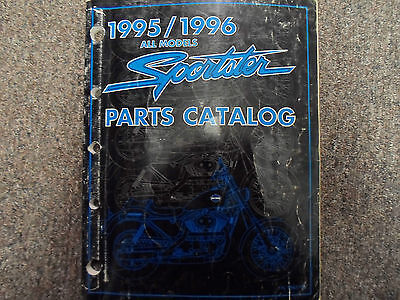 1995/1996
ALL MODELS
Sportster
PARTS CATALOG